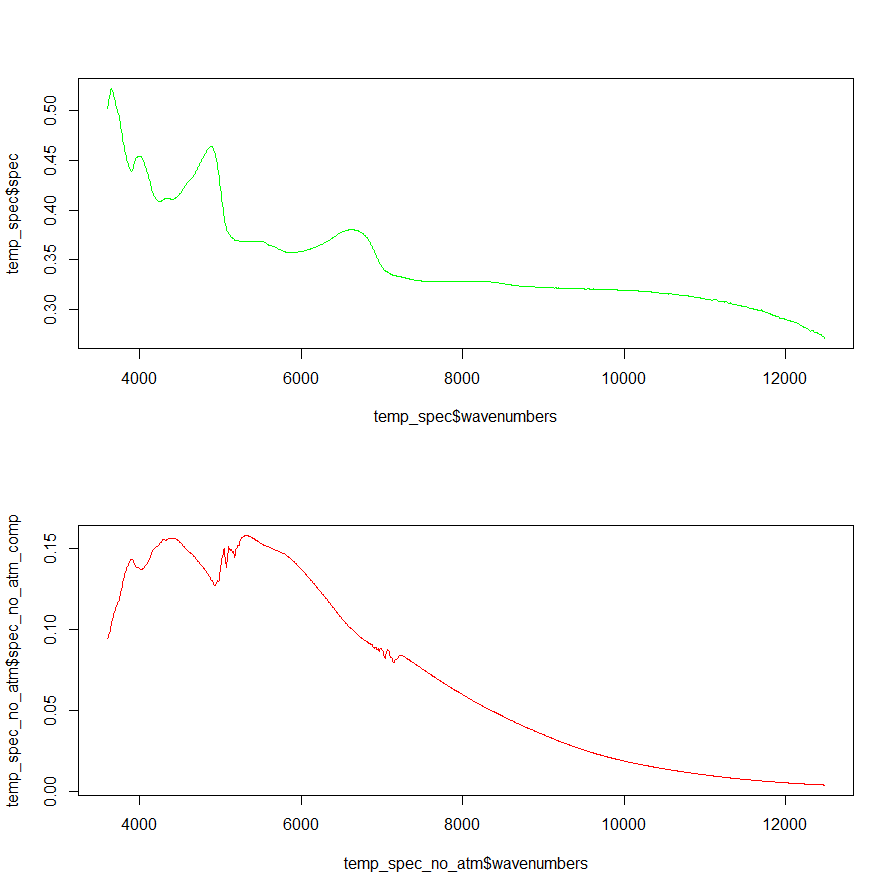 temp_spec$spec
0.50
0.45
0.40
0.35
0.30
4000 6000 8000 10000 12000
temp_spec$wavenumbers
temp_spec_no_atm$spec_no_atm_comp
0.15
0.10
0.05
0.00
4000 6000 8000 10000 12000
temp_spec_no_atm$wavenumbers